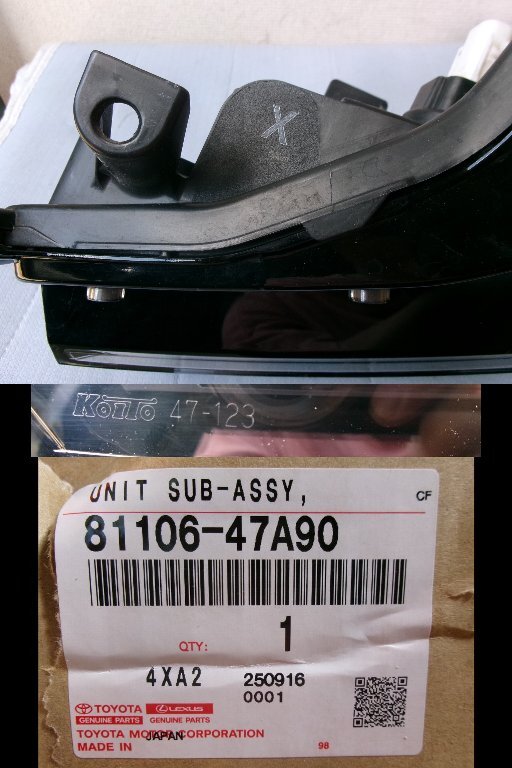 X
KOITO 47-123
UNIT SUB-ASSY,
CF
81106-47A90
QTY: 1
4XA2 250916
0001
TOYOTA LEXUS
GENUINE PARTS GENUINE PARTS
TOYOTA MOTOR CORPORATION
MADE IN JAPAN
98